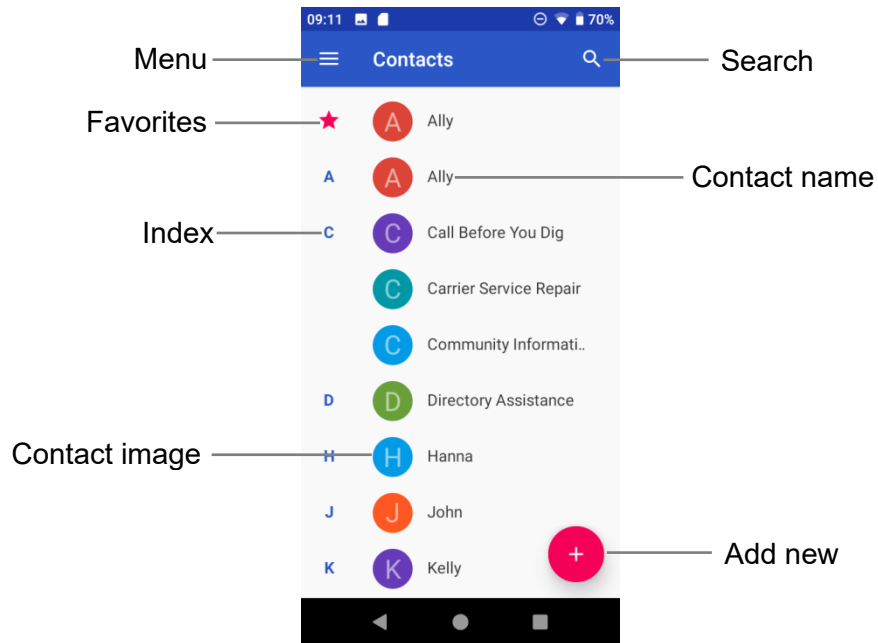 09:11 70%
Menu Contacts Search
Favorites A Ally
A A Ally Contact name
Index C C Call Before You Dig
C Carrier Service Repair
C Community Informati..
D D Directory Assistance
Contact image H H Hanna
J J John
Add new
K K Kelly